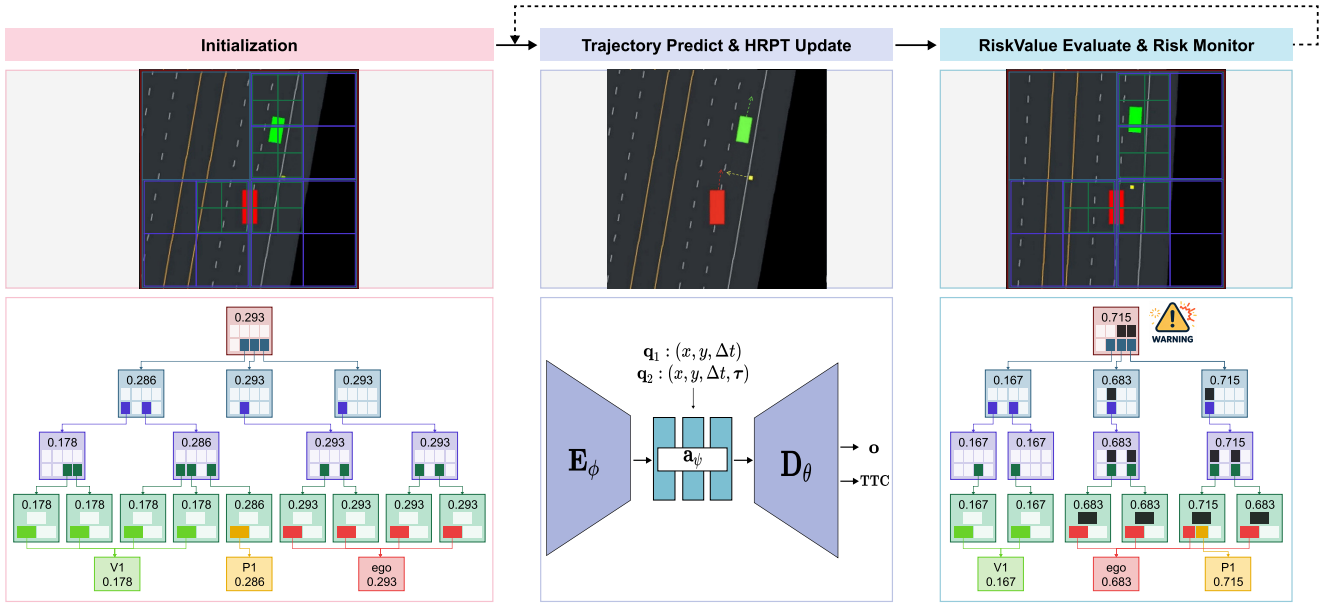 Initialization
Trajectory Predict & HRPT Update
RiskValue Evaluate & Risk Monitor
0.293
0.286
0.293
0.293
0.178
0.286
0.293
0.293
0.178
0.178
0.178
0.178
0.286
0.293
0.293
0.293
0.293
V1
0.178
P1
0.286
ego
0.293
q₁ : (x, y, Δt)
q₂ : (x, y, Δt, τ)
E_ϕ
a_ψ
D_θ
o
TTC
0.715
WARNING
0.167
0.683
0.715
0.167
0.167
0.683
0.715
0.167
0.167
0.683
0.683
0.715
0.683
V1
0.167
ego
0.683
P1
0.715